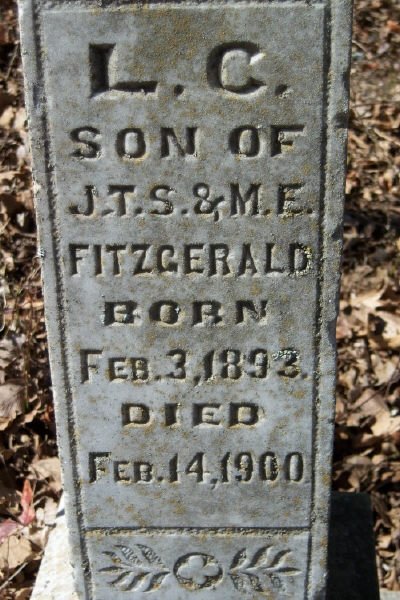 L. C.
SON OF
J.T.S. & M.E.
FITZGERALD
BORN
FEB. 3, 1893.
DIED
FEB. 14, 1900